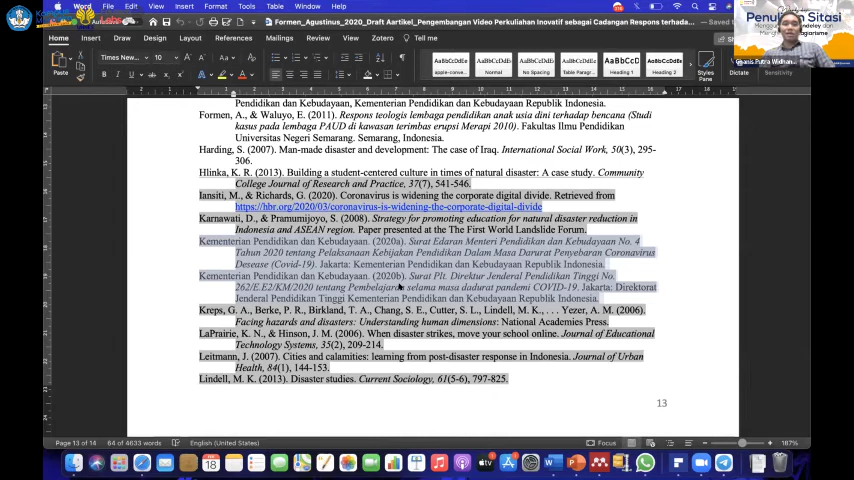 Word File Edit View Insert Format Tools Table Window Help
Formen_Agustinus_2020_Draft Artikel_Pengembangan Video Perkuliahan Inovatif sebagai Cadangan Respons terhada...
Home Insert Draw Design Layout References Mailings Review View Zotero Tell me
Paste
Times New... 10
AaBbCcDdEe AaBbCcDdEe AaBbCcDdEe AaBbCcDdEe AaBbCcD AaBbCcDdEe
apple-conve... Normal No Spacing Table Paragr... Heading 1 Heading 2
Styles Pane
Dictate
Sensitivity
Penulisan Sitasi
Pendidikan dan Kebudayaan, Kementerian Pendidikan dan Kebudayaan Republik Indonesia.
Formen, A., & Waluyo, E. (2011). Respons teologis lembaga pendidikan anak usia dini terhadap bencana (Studi
kasus pada lembaga PAUD di kawasan terimbas erupsi Merapi 2010). Fakultas Ilmu Pendidikan
Universitas Negeri Semarang. Semarang, Indonesia.
Harding, S. (2007). Man-made disaster and development: The case of Iraq. International Social Work, 50(3), 295-
306.
Hlinka, K. R. (2013). Building a student-centered culture in times of natural disaster: A case study. Community
College Journal of Research and Practice, 37(7), 541-546.
Iansiti, M., & Richards, G. (2020). Coronavirus is widening the corporate digital divide. Retrieved from
https://hbr.org/2020/03/coronavirus-is-widening-the-corporate-digital-divide
Karnawati, D., & Pramumijoyo, S. (2008). Strategy for promoting education for natural disaster reduction in
Indonesia and ASEAN region. Paper presented at the The First World Landslide Forum.
Kementerian Pendidikan dan Kebudayaan. (2020a). Surat Edaran Menteri Pendidikan dan Kebudayaan No. 4
Tahun 2020 tentang Pelaksanaan Kebijakan Pendidikan Dalam Masa Darurat Penyebaran Coronavirus
Desease (Covid-19). Jakarta: Kementerian Pendidikan dan Kebudayaan Republik Indonesia.
Kementerian Pendidikan dan Kebudayaan. (2020b). Surat Plt. Direktur Jenderal Pendidikan Tinggi No.
262/E.E2/KM/2020 tentang Pembelajaran selama masa dadurat pandemi COVID-19. Jakarta: Direktorat
Jenderal Pendidikan Tinggi Kementerian Pendidikan dan Kebudayaan Republik Indonesia.
Kreps, G. A., Berke, P. R., Birkland, T. A., Chang, S. E., Cutter, S. L., Lindell, M. K., . . . Yezer, A. M. (2006).
Facing hazards and disasters: Understanding human dimensions: National Academies Press.
LaPrairie, K. N., & Hinson, J. M. (2006). When disaster strikes, move your school online. Journal of Educational
Technology Systems, 35(2), 209-214.
Leitmann, J. (2007). Cities and calamities: learning from post-disaster response in Indonesia. Journal of Urban
Health, 84(1), 144-153.
Lindell, M. K. (2013). Disaster studies. Current Sociology, 61(5-6), 797-825.
13
Page 13 of 14 64 of 4633 words English (United States) Focus 187%
18